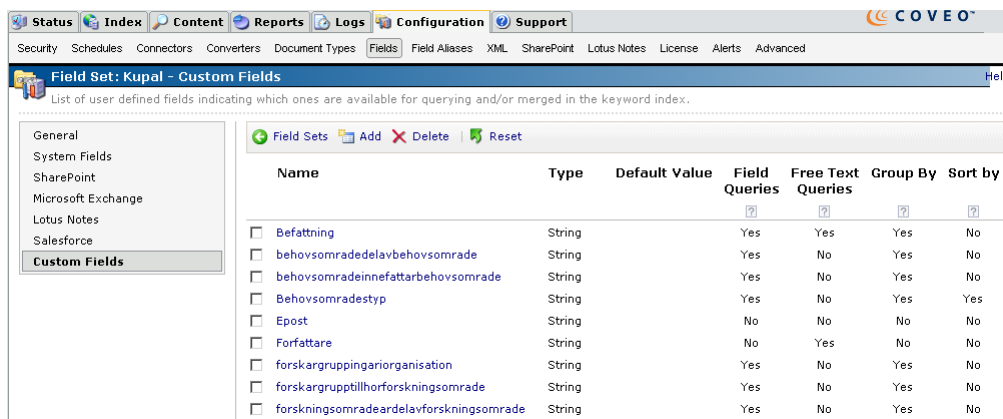 Status Index Content Reports Logs Configuration Support COVEO™
Security Schedules Connectors Converters Document Types Fields Field Aliases XML SharePoint Lotus Notes License Alerts Advanced
Field Set: Kupal - Custom Fields Hel
List of user defined fields indicating which ones are available for querying and/or merged in the keyword index.
General
System Fields
SharePoint
Microsoft Exchange
Lotus Notes
Salesforce
Custom Fields
Field Sets Add Delete | Reset
Name Type Default Value Field Queries Free Text Queries Group By Sort by
? ? ? ?
Befattning String Yes Yes Yes No
behovsomradedelavbehovsomrade String Yes No Yes No
behovsomradeinnefattarbehovsomrade String Yes No Yes No
Behovsomradestyp String Yes No Yes Yes
Epost String No No No No
Forfattare String No Yes No No
forskargruppingariorganisation String Yes No Yes No
forskargrupptillhorforskningsomrade String Yes No Yes No
forskningsomradeardelavforskningsomrade String Yes No Yes No